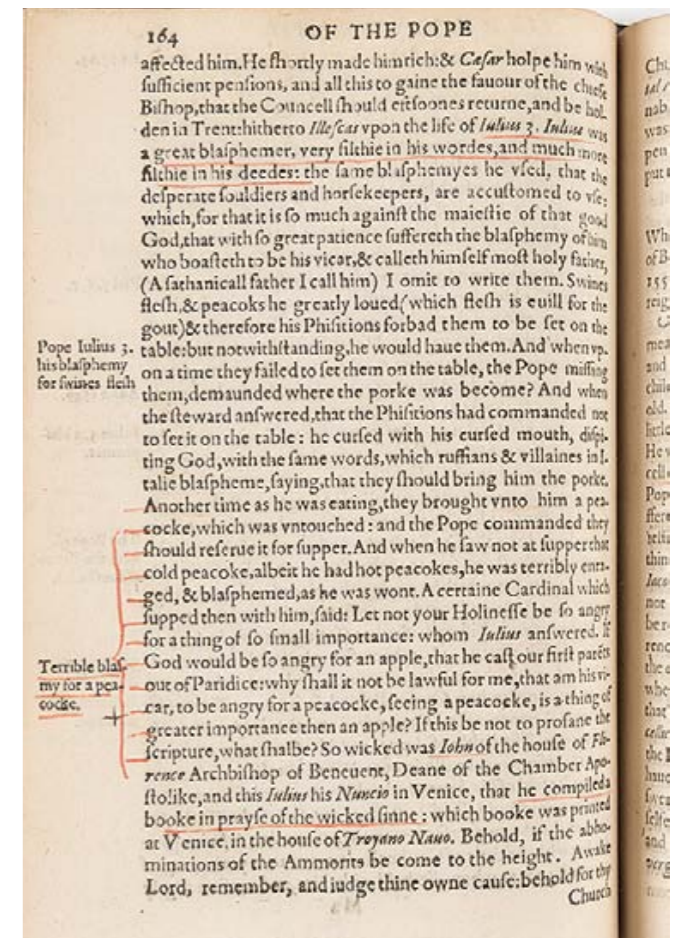 164 OF THE POPE
affected him. He ſhortly made him rich: & Cæſar holpe him with
ſufficient penſions, and all this to gaine the fauour of the cheefe
Biſhop, that the Councell ſhould eftſoones returne, and be hol-
den in Trent: hitherto Illeſcas vpon the life of Iulius 3. Iulius was
a great blaſphemer, very filthie in his wordes, and much more
filthie in his deedes: the ſame blaſphemyes he vſed, that the
deſperate ſouldiers and horſekeepers, are accuſtomed to vſe:
which, for that it is ſo much againſt the maieſtie of that good
God, that with ſo great patience ſuffereth the blaſphemy of him
who boaſteth to be his vicar, & calleth himſelf moſt holy father,
(A ſathanicall father I call him) I omit to write them. Swines
fleſh, & peacoks he greatly loued (which fleſh is euill for the
gout) & therefore his Phiſitions forbad them to be ſet on the
Pope Iulius 3.
his blaſphemy
for ſwines fleſh
table: but notwithſtanding, he would haue them. And when vp-
on a time they failed to ſet them on the table, the Pope miſſing
them, demaunded where the porke was become? And when
the ſteward anſwered, that the Phiſitions had commanded not
to ſet it on the table: he curſed with his curſed mouth, diſpi-
ting God, with the ſame words, which ruffians & villaines in I-
talie blaſpheme, ſaying, that they ſhould bring him the porke.
Another time as he was eating, they brought vnto him a pea-
cocke, which was vntouched: and the Pope commanded they
ſhould reſerue it for ſupper. And when he ſaw not at ſupper that
cold peacoke, albeit he had hot peacokes, he was terribly enra-
ged, & blaſphemed, as he was wont. A certaine Cardinal which
ſupped then with him, ſaid: Let not your Holineſſe be ſo angry
for a thing of ſo ſmall importance: whom Iulius anſwered. If
Terrible blaſ-
my for a pea-
cocke.
God would be ſo angry for an apple, that he caſt our firſt parẽts
out of Paridice: why ſhall it not be lawful for me, that am his vi-
car, to be angry for a peacocke, ſeeing a peacocke, is a thing of
greater importance then an apple? If this be not to profane the
ſcripture, what ſhalbe? So wicked was Iohn of the houſe of Flo-
rence Archbiſhop of Beneuent, Deane of the Chamber Apo-
ſtolike, and this Iulius his Nuncio in Venice, that he compiled a
booke in prayſe of the wicked ſinne: which booke was printed
at Venice, in the houſe of Troyano Nauo. Behold, if the abho-
minations of the Ammorits be come to the height. Awake
Lord, remember, and iudge thine owne cauſe: behold for thy
Church